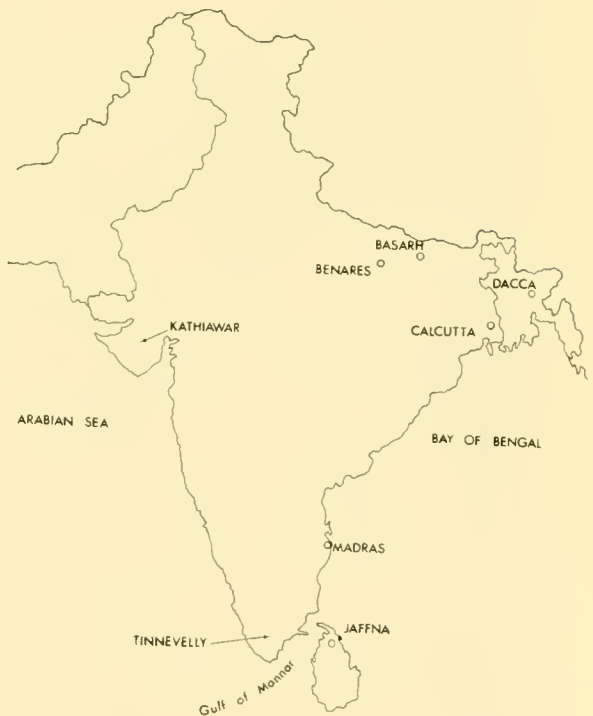 BASARH
BENARES
DACCA
KATHIAWAR
CALCUTTA
ARABIAN SEA
BAY OF BENGAL
MADRAS
JAFFNA
TINNEVELLY
Gulf of Mannar